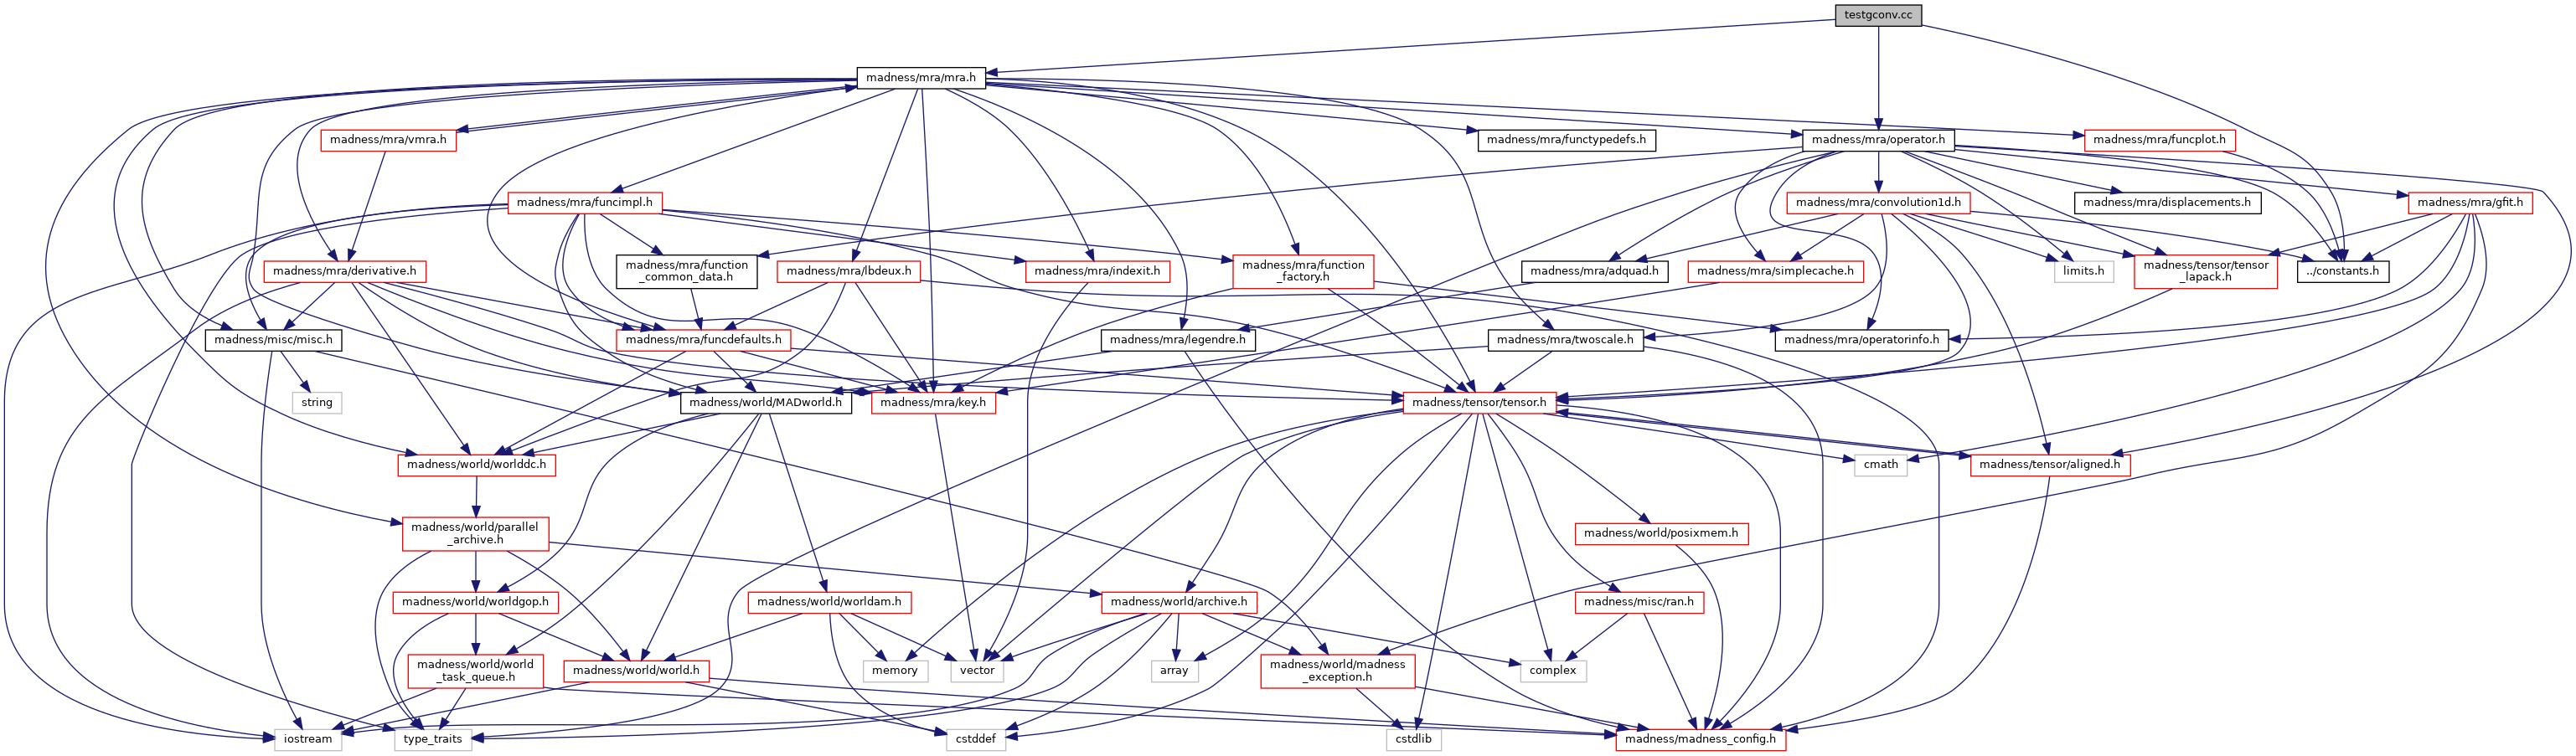 testgconv.cc
madness/mra/mra.h
madness/mra/vmra.h
madness/mra/functypedefs.h
madness/mra/operator.h
madness/mra/funcplot.h
madness/mra/funcimpl.h
madness/mra/convolution1d.h
madness/mra/displacements.h
madness/mra/gfit.h
madness/mra/derivative.h
madness/mra/function
_common_data.h
madness/mra/lbdeux.h
madness/mra/indexit.h
madness/mra/function
_factory.h
madness/mra/adquad.h
madness/mra/simplecache.h
limits.h
madness/tensor/tensor
_lapack.h
../constants.h
madness/misc/misc.h
madness/mra/funcdefaults.h
madness/mra/legendre.h
madness/mra/twoscale.h
madness/mra/operatorinfo.h
string
madness/world/MADworld.h
madness/mra/key.h
madness/tensor/tensor.h
madness/world/worlddc.h
cmath
madness/tensor/aligned.h
madness/world/parallel
_archive.h
madness/world/posixmem.h
madness/world/worldgop.h
madness/world/worldam.h
madness/world/archive.h
madness/misc/ran.h
madness/world/world
_task_queue.h
madness/world/world.h
memory
vector
array
madness/world/madness
_exception.h
complex
iostream
type_traits
cstddef
cstdlib
madness/madness_config.h